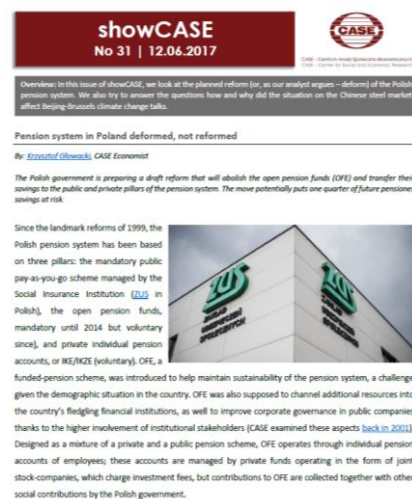 showCASE
No 31 | 12.06.2017
CASE
CASE - Centrum Analiz Społeczno-Ekonomicznych
CASE - Center for Social and Economic Research
Overview: In this issue of showCASE, we look at the planned reform (or, as our analyst argues – deform) of the Polish
pension system. We also try to answer the questions how and why did the situation on the Chinese steel market
affect Beijing-Brussels climate change talks.
Pension system in Poland deformed, not reformed
By: Krzysztof Głowacki, CASE Economist
The Polish government is preparing a draft reform that will abolish the open pension funds (OFE) and transfer their
savings to the public and private pillars of the pension system. The move potentially puts one quarter of future pensioner
savings at risk.
Since the landmark reforms of 1999, the
Polish pension system has been based
on three pillars: the mandatory public
pay-as-you-go scheme managed by the
Social Insurance Institution (ZUS in
Polish), the open pension funds,
mandatory until 2014 but voluntary
since), and private individual pension
accounts, or IKE/IKZE (voluntary). OFE, a
ZUS
ZAKŁAD
UBEZPIECZEŃ
SPOŁECZNYCH
ZUS
funded-pension scheme, was introduced to help maintain sustainability of the pension system, a challenge
given the demographic situation in the country. OFE was also supposed to channel additional resources into
the country's fledgling financial institutions, as well to improve corporate governance in public companies
thanks to the higher involvement of institutional stakeholders (CASE examined these aspects back in 2001)
Designed as a mixture of a private and a public pension scheme, OFE operates through individual pension
accounts of employees; these accounts are managed by private funds operating in the form of joint
stock-companies, which charge investment fees, but contributions to OFE are collected together with other
social contributions by the Polish government.